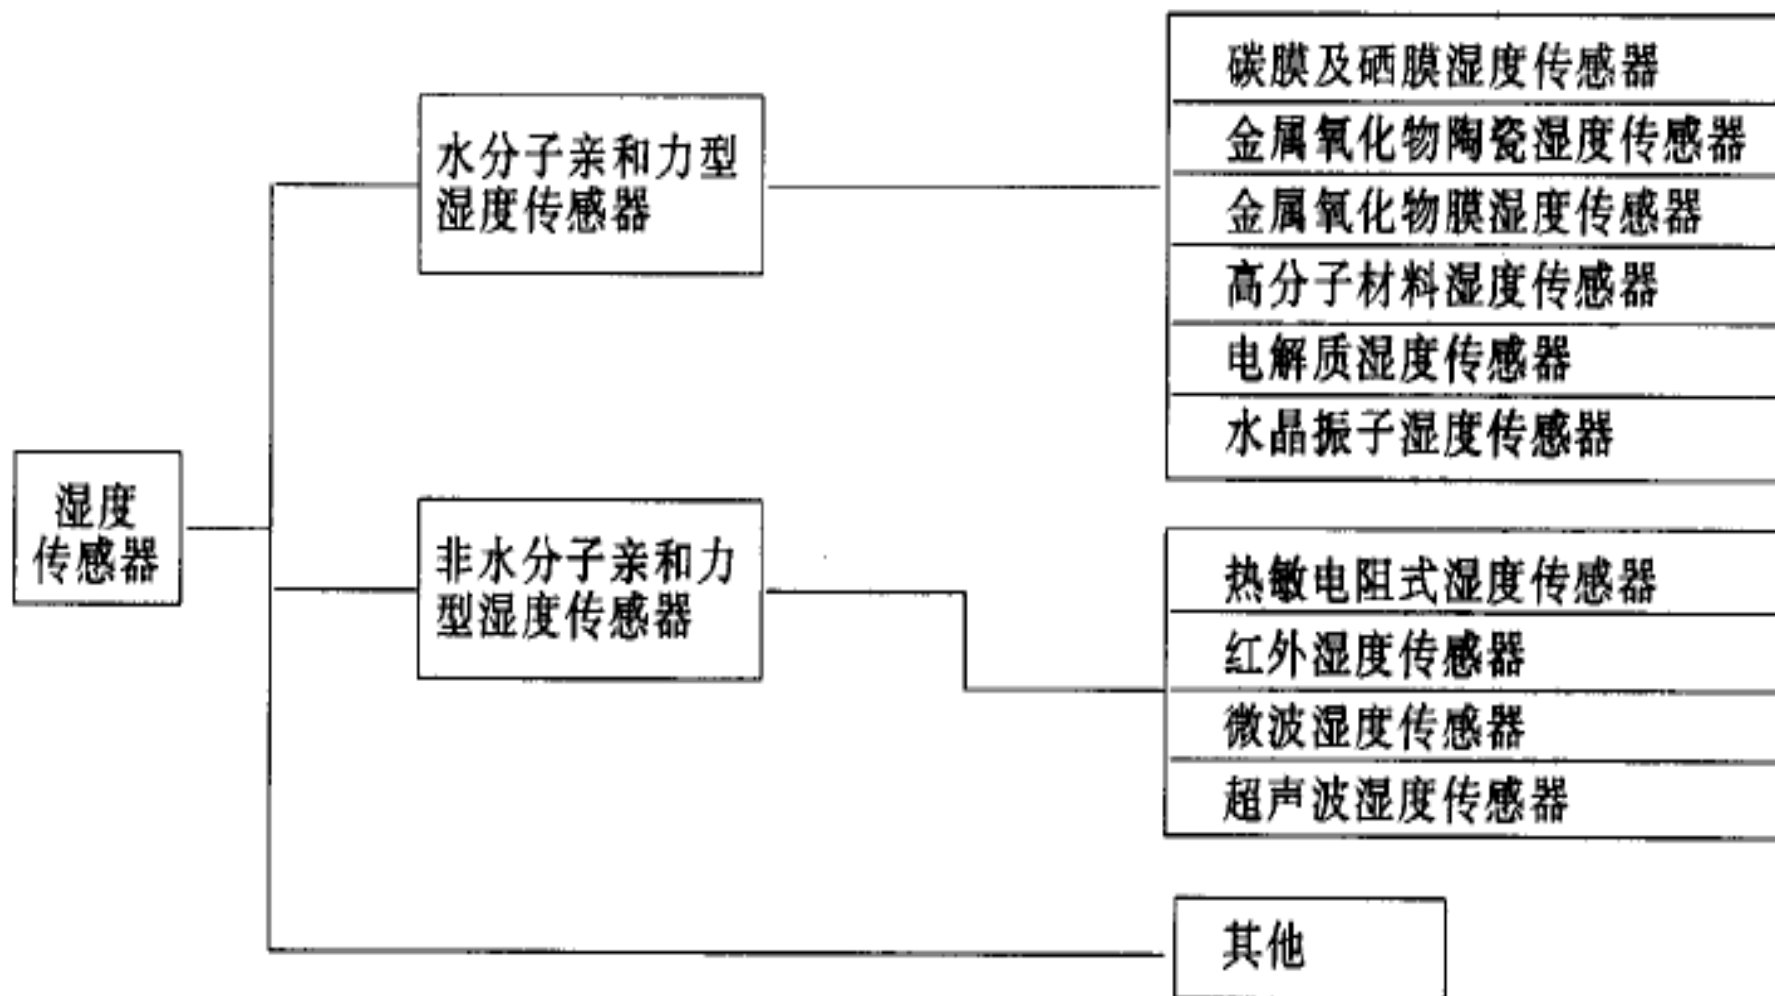 湿度
传感器
水分子亲和力型
湿度传感器
碳膜及硒膜湿度传感器
金属氧化物陶瓷湿度传感器
金属氧化物膜湿度传感器
高分子材料湿度传感器
电解质湿度传感器
水晶振子湿度传感器
非水分子亲和力
型湿度传感器
热敏电阻式湿度传感器
红外湿度传感器
微波湿度传感器
超声波湿度传感器
其他